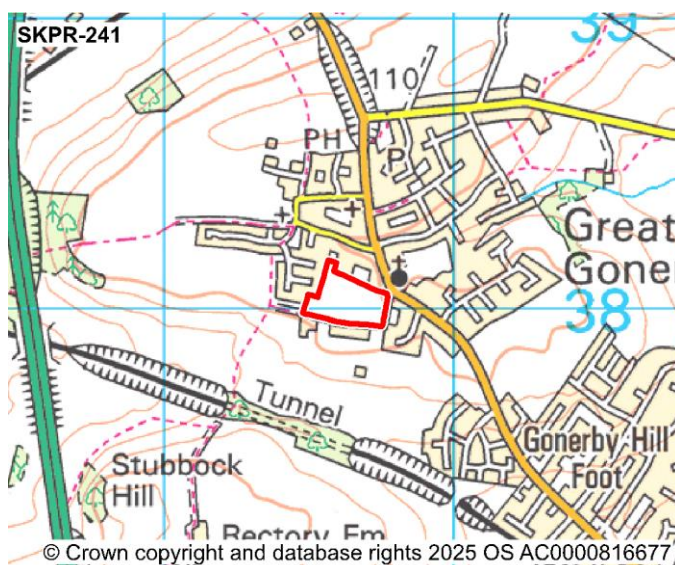 SKPR-241
39
110
PH
P
Great
Goner
38
Tunnel
Gonerby Hill
Foot
Stubbock
Hill
Rectory Fm
© Crown copyright and database rights 2025 OS AC0000816677